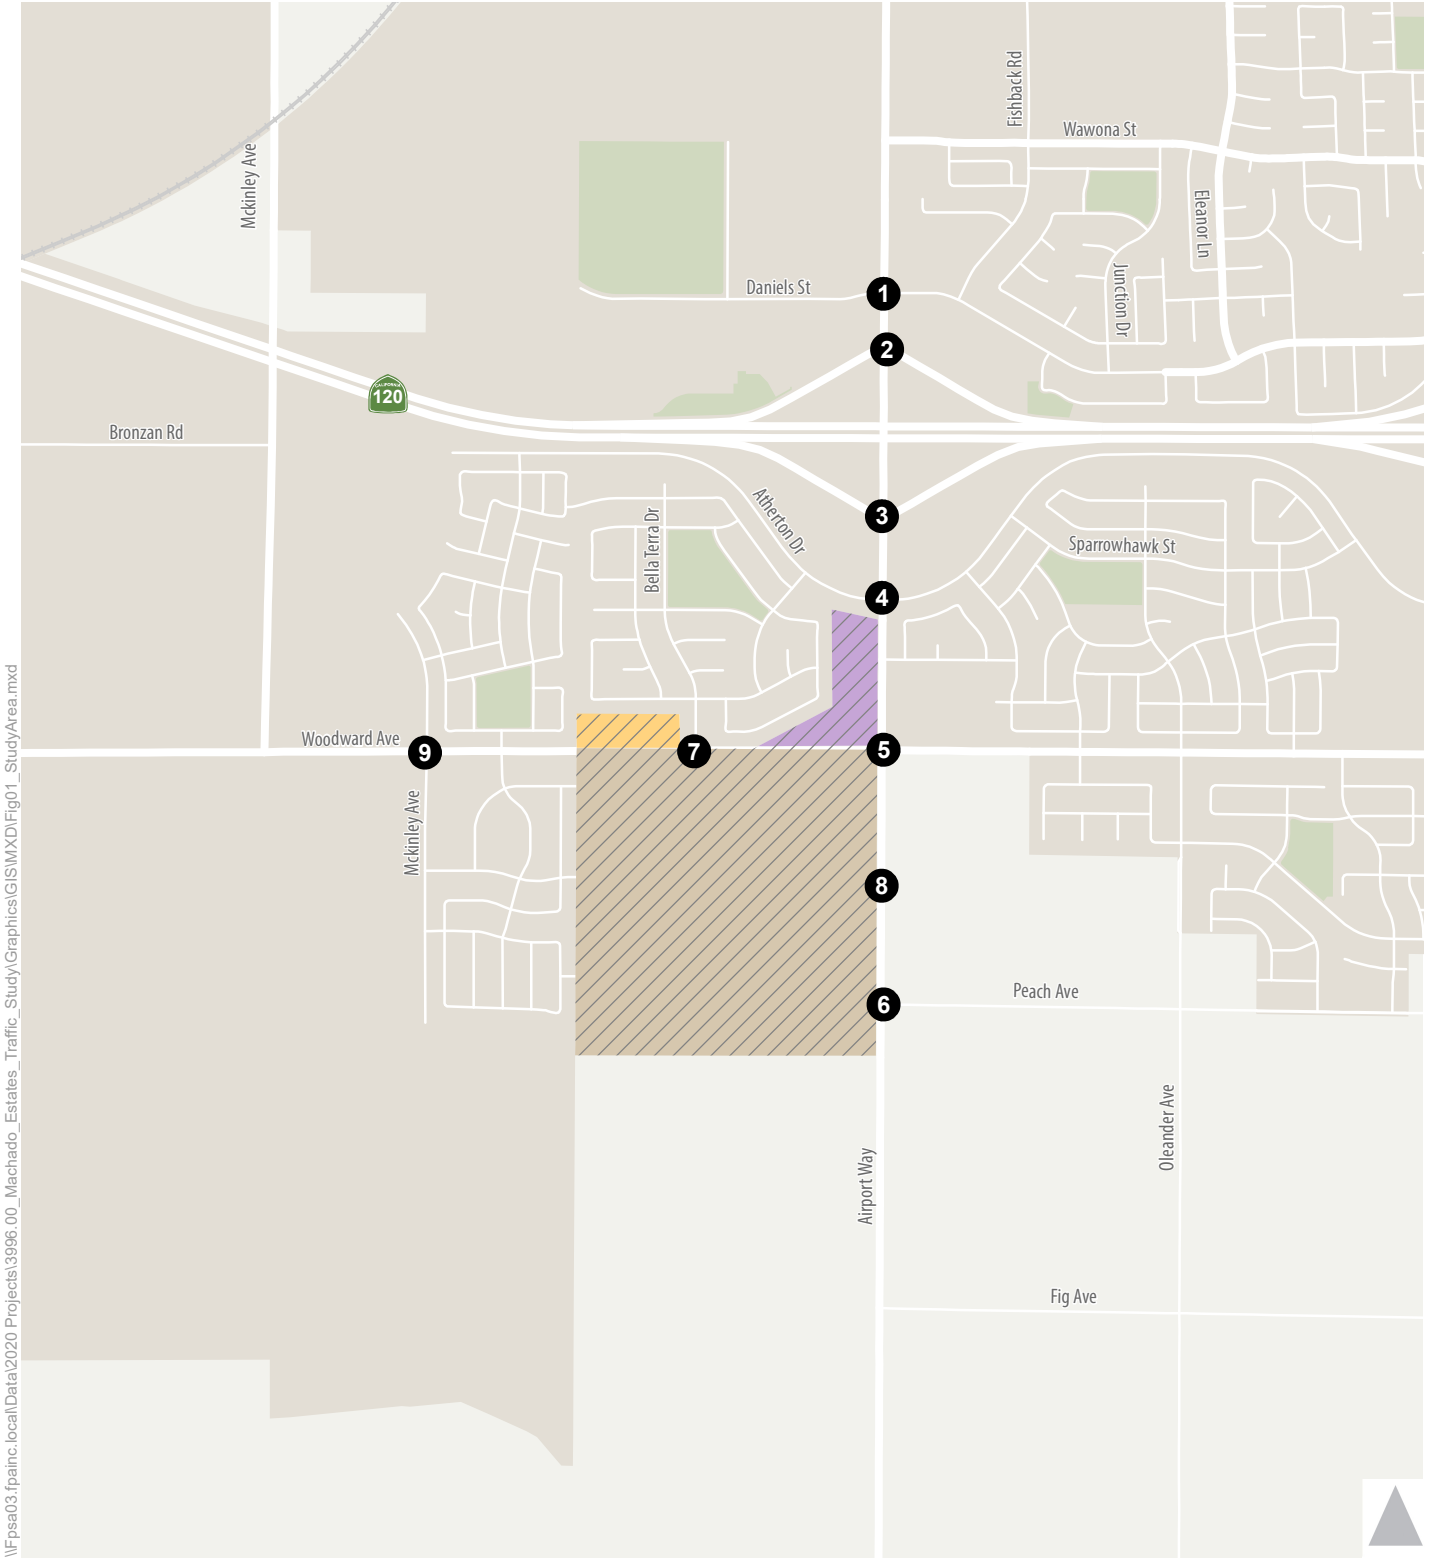 Fishback Rd
Wawona St
Mckinley Ave
Eleanor Ln
Junction Dr
Daniels St
1
2
CALIFORNIA
120
Bronzan Rd
Atherton Dr
Bella Terra Dr
3
Sparrowhawk St
4
Woodward Ave
9
7
5
Mckinley Ave
8
Peach Ave
6
Oleander Ave
Airport Way
Fig Ave
\\Fpsa03.fpainc.local\Data\2020 Projects\3996.00_Machado_Estates_Traffic_Study\Graphics\GIS\MXD\Fig01_StudyArea.mxd